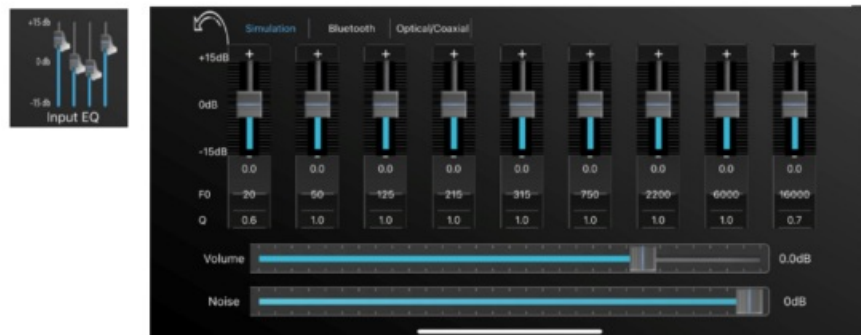 +15 db
0 db
-15 db
Input EQ
Simulation Bluetooth Optical/Coaxial
+15dB + + + + + + + + +
0dB
-15dB - - - - - - - - -
0.0 0.0 0.0 0.0 0.0 0.0 0.0 0.0 0.0
F0 20 50 125 215 315 750 2200 6000 16000
Q 0.6 1.0 1.0 1.0 1.0 1.0 1.0 1.0 0.7
Volume 0.0dB
Noise 0dB